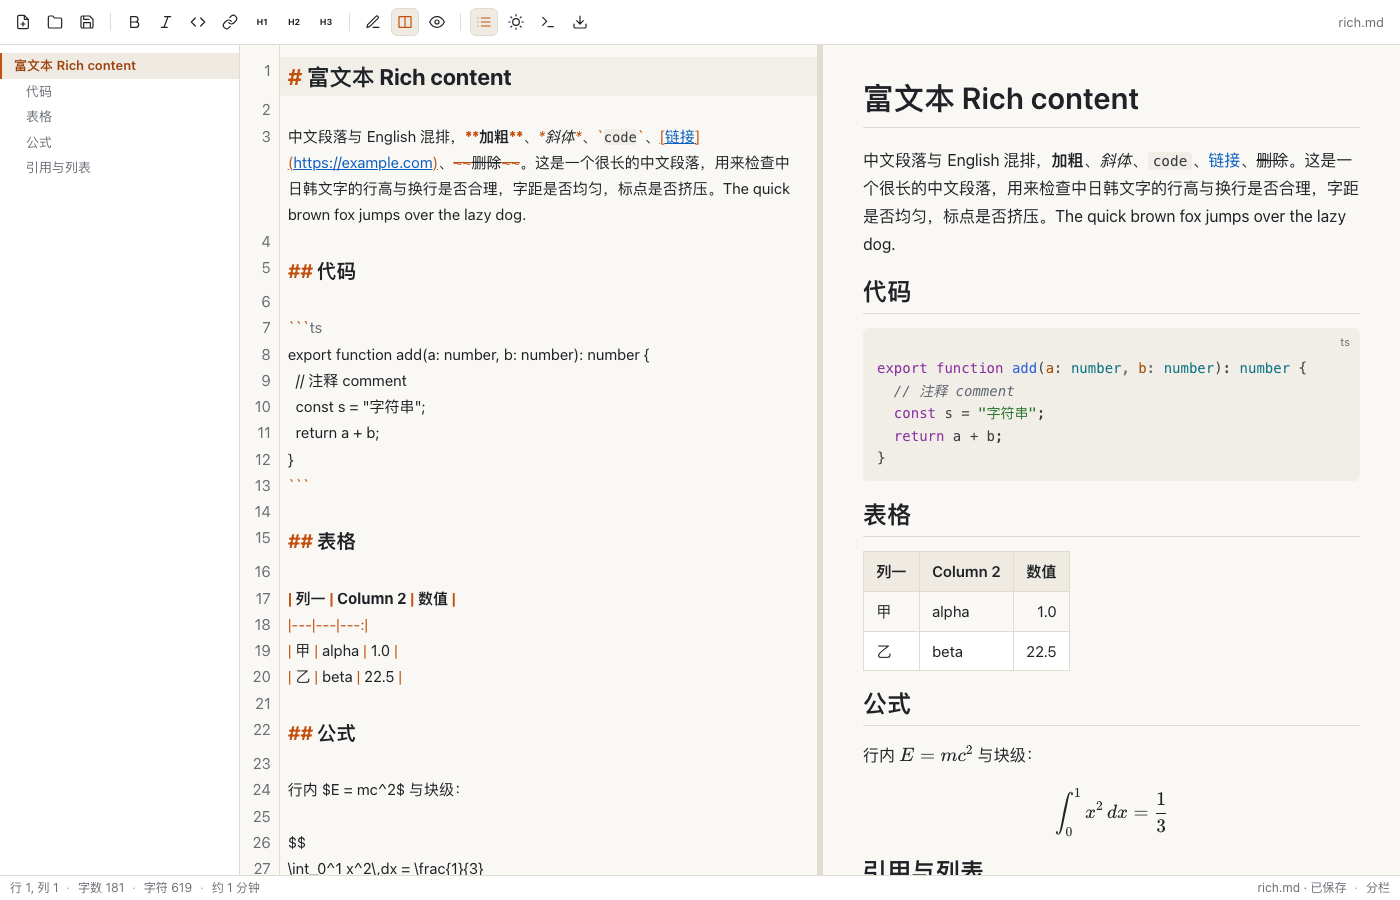 H1 H2 H3 rich.md
富文本 Rich content
代码
表格
公式
引用与列表
1 # 富文本 Rich content
2
3 中文段落与 English 混排，**加粗**、*斜体*、`code`、[链接]
(https://example.com)、~~删除~~。这是一个很长的中文段落，用来检查中
日韩文字的行高与换行是否合理，字距是否均匀，标点是否挤压。The quick
brown fox jumps over the lazy dog.
4
5 ## 代码
6
7 ```ts
8 export function add(a: number, b: number): number {
9   // 注释 comment
10   const s = "字符串";
11   return a + b;
12 }
13 ```
14
15 ## 表格
16
17 | 列一 | Column 2 | 数值 |
18 |---|---|---:|
19 | 甲 | alpha | 1.0 |
20 | 乙 | beta | 22.5 |
21
22 ## 公式
23
24 行内 $E = mc^2$ 与块级：
25
26 $$
27 \int_0^1 x^2\,dx = \frac{1}{3}
富文本 Rich content
中文段落与 English 混排，加粗、斜体、code、链接、删除。这是一
个很长的中文段落，用来检查中日韩文字的行高与换行是否合理，字距
是否均匀，标点是否挤压。The quick brown fox jumps over the lazy
dog.
代码
ts
export function add(a: number, b: number): number {
  // 注释 comment
  const s = "字符串";
  return a + b;
}
表格
列一 Column 2 数值
甲 alpha 1.0
乙 beta 22.5
公式
行内 E = mc² 与块级：
∫₀¹ x² dx = 1/3
引用与列表
行 1, 列 1 · 字数 181 · 字符 619 · 约 1 分钟 rich.md · 已保存 · 分栏